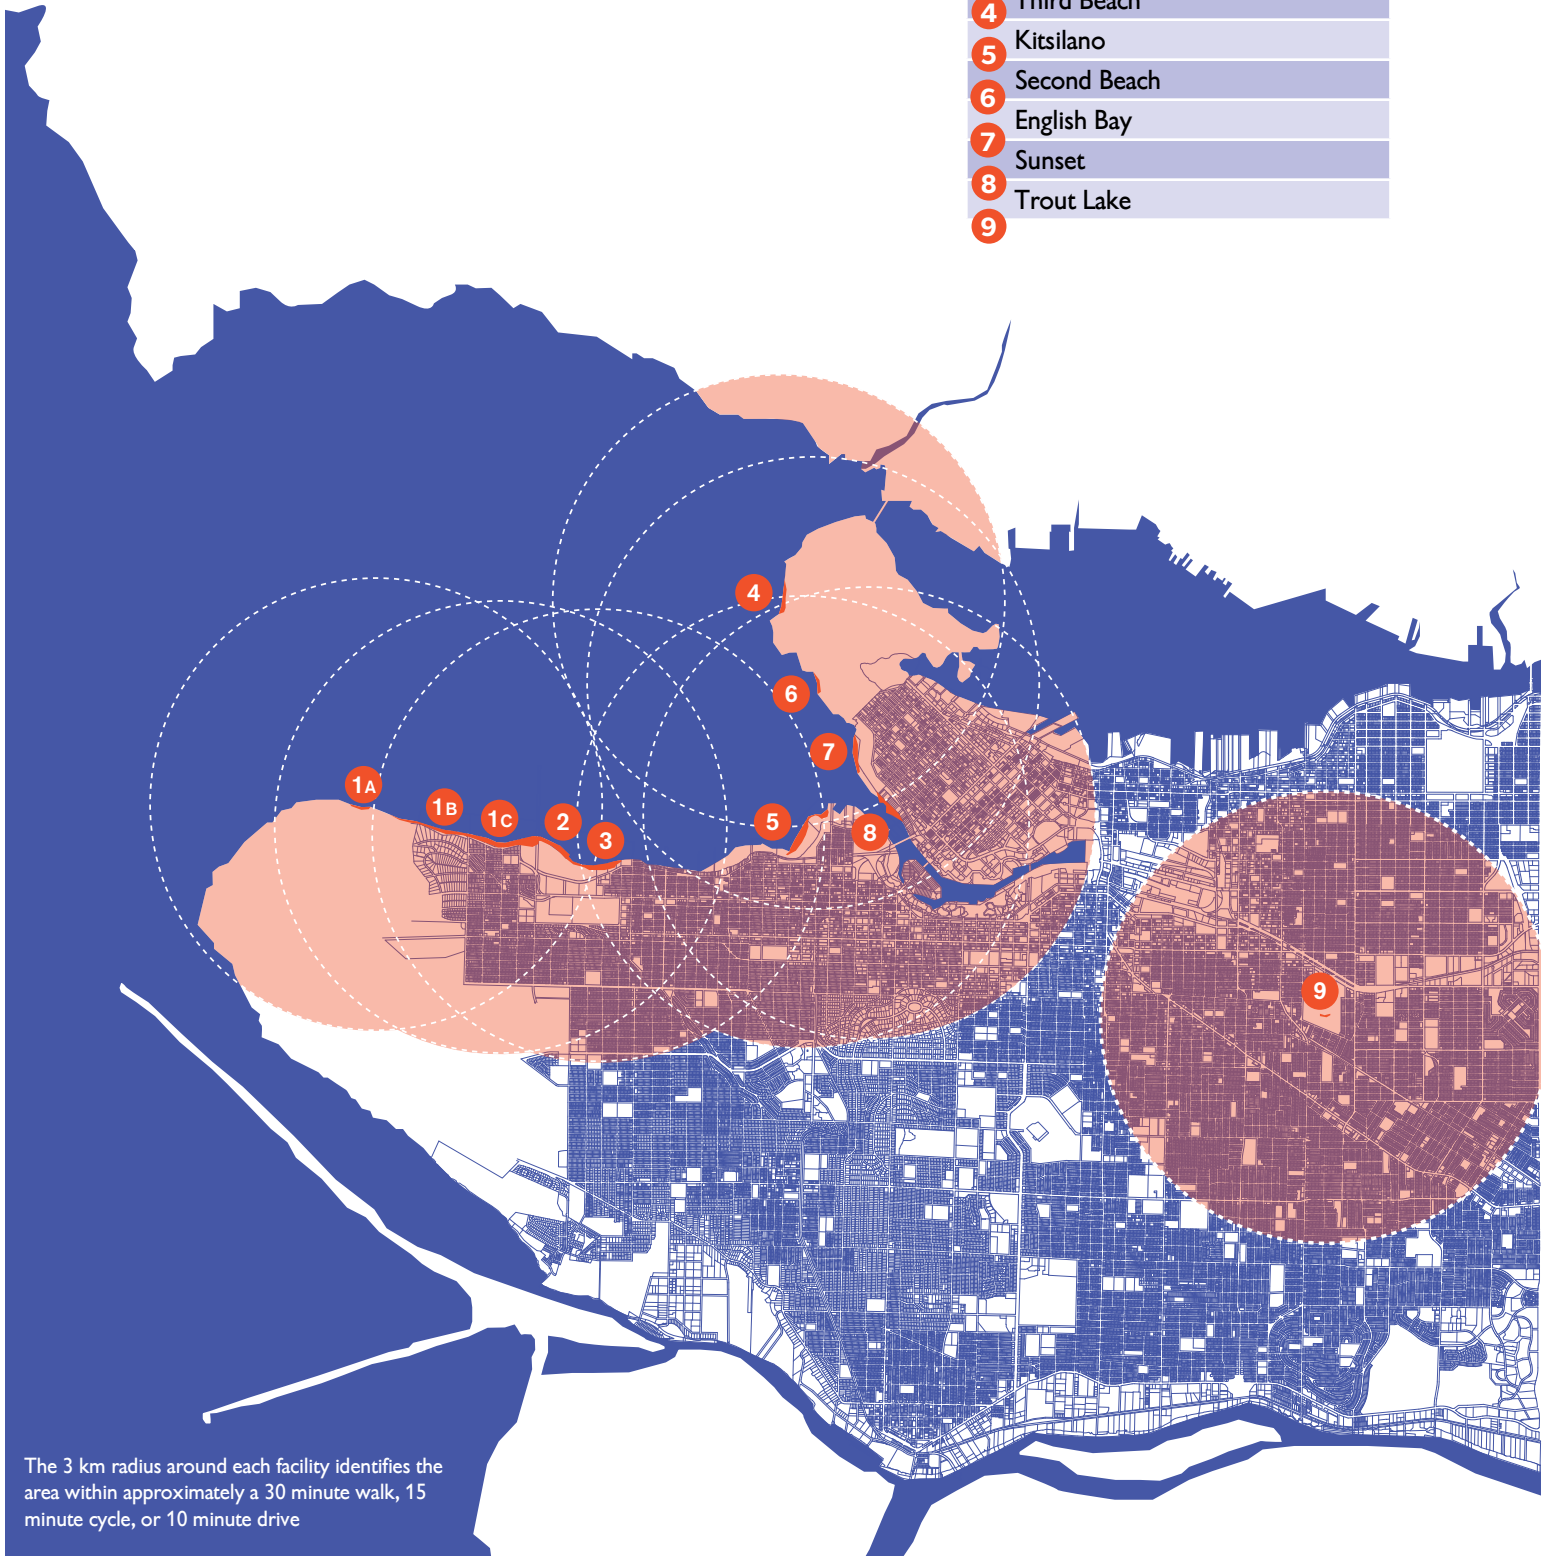 4 Third Beach
5 Kitsilano
6 Second Beach
7 English Bay
8 Sunset
9 Trout Lake
4
6
7
1A
1B
1C
2
3
5
8
9
The 3 km radius around each facility identifies the
area within approximately a 30 minute walk, 15
minute cycle, or 10 minute drive